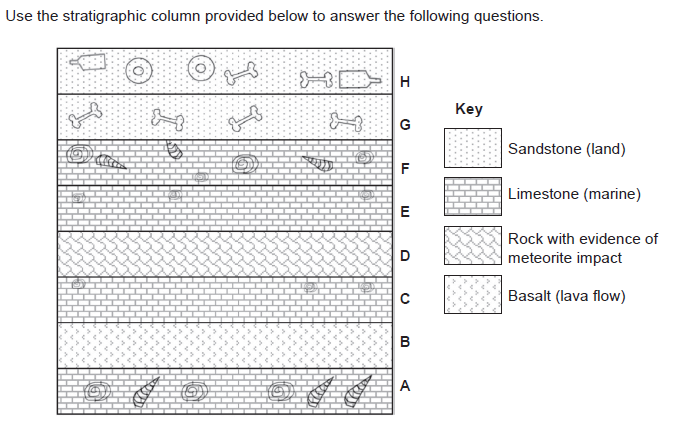 Use the stratigraphic column provided below to answer the following questions.
H
G
F
E
D
C
B
A
Key
Sandstone (land)
Limestone (marine)
Rock with evidence of
meteorite impact
Basalt (lava flow)